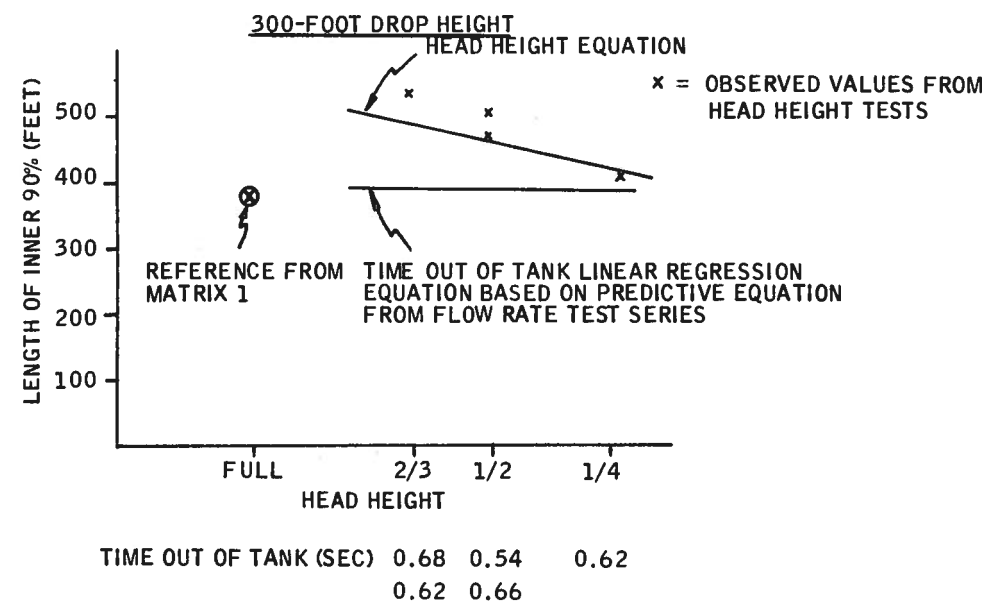 300-FOOT DROP HEIGHT
HEAD HEIGHT EQUATION
x = OBSERVED VALUES FROM
HEAD HEIGHT TESTS
LENGTH OF INNER 90% (FEET)
500
400
300
200
100
REFERENCE FROM
MATRIX 1
TIME OUT OF TANK LINEAR REGRESSION
EQUATION BASED ON PREDICTIVE EQUATION
FROM FLOW RATE TEST SERIES
FULL 2/3 1/2 1/4
HEAD HEIGHT
TIME OUT OF TANK (SEC) 0.68 0.54 0.62
0.62 0.66